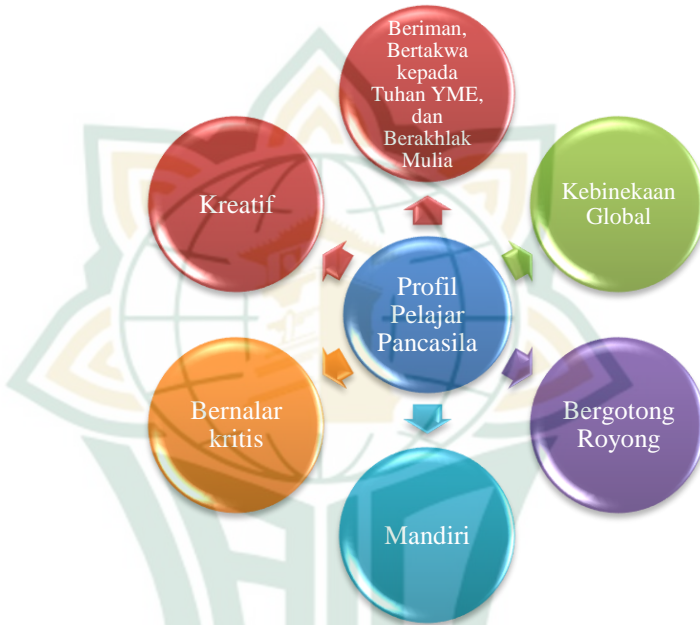 Beriman,
Bertakwa
kepada
Tuhan YME,
dan
Berakhlak
Mulia
Kebinekaan
Global
Bergotong
Royong
Mandiri
Bernalar
kritis
Kreatif
Profil
Pelajar
Pancasila